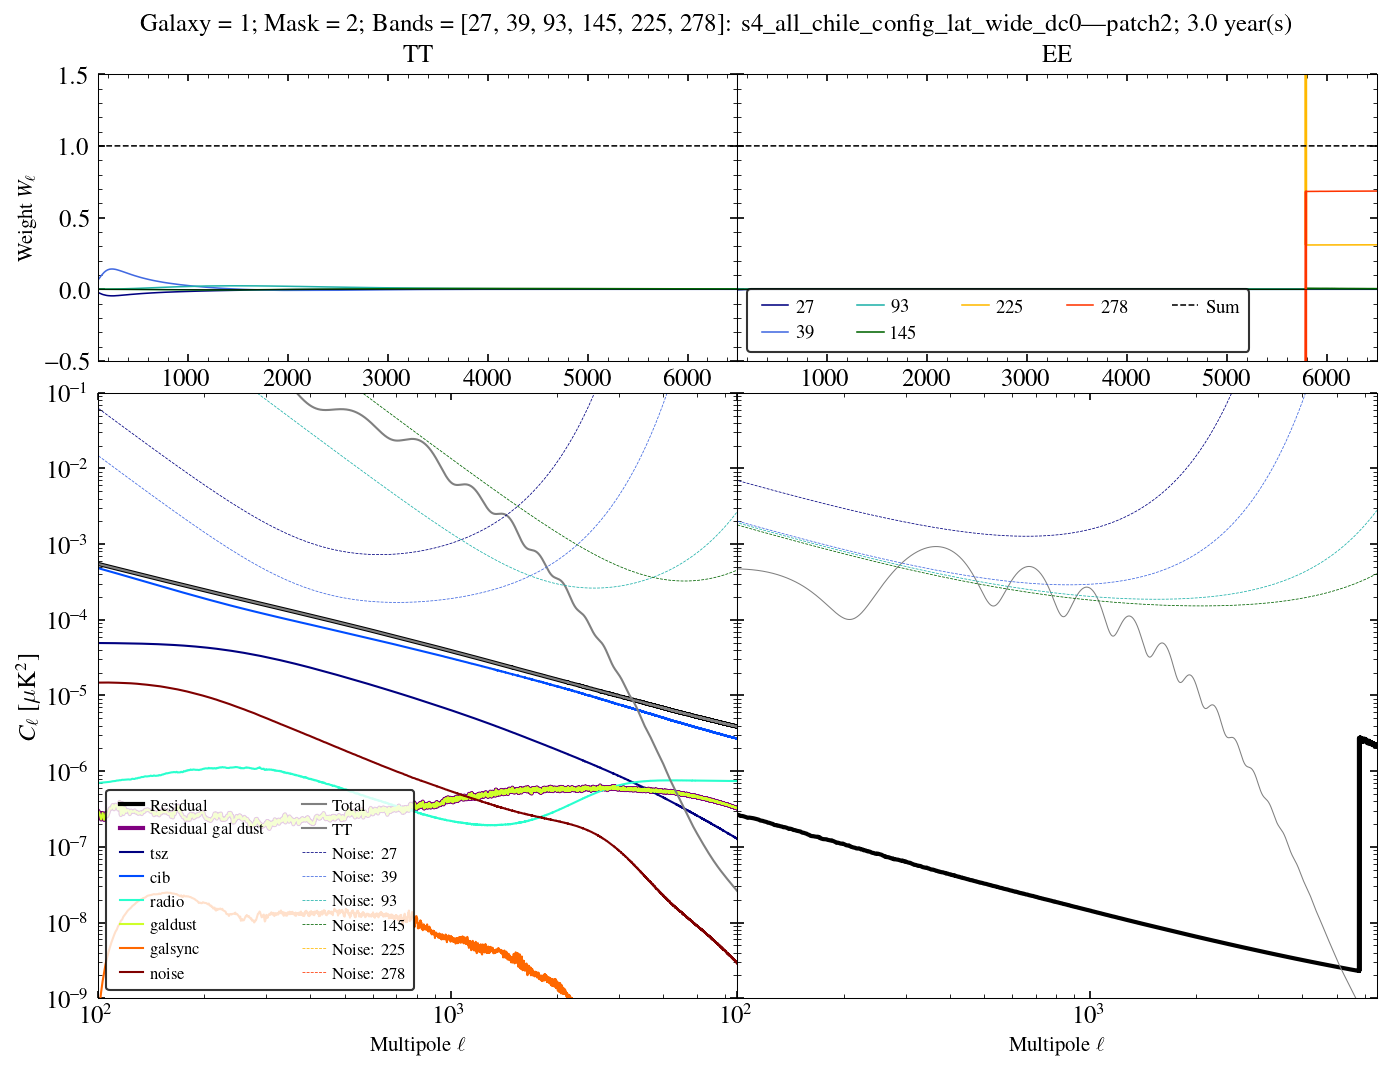 Galaxy = 1; Mask = 2; Bands = [27, 39, 93, 145, 225, 278]: s4_all_chile_config_lat_wide_dc0—patch2; 3.0 year(s)
TT EE
1.5
1.0
0.5
0.0
−0.5
Weight W_ℓ
27 93 225 278 Sum
39 145
1000 2000 3000 4000 5000 6000 1000 2000 3000 4000 5000 6000
10^−1
10^−2
10^−3
10^−4
10^−5
10^−6
10^−7
10^−8
10^−9
C_ℓ [μK^2]
Residual Total
Residual gal dust TT
tsz Noise: 27
cib Noise: 39
radio Noise: 93
galdust Noise: 145
galsync Noise: 225
noise Noise: 278
10^2 10^3 10^2 10^3
Multipole ℓ Multipole ℓ